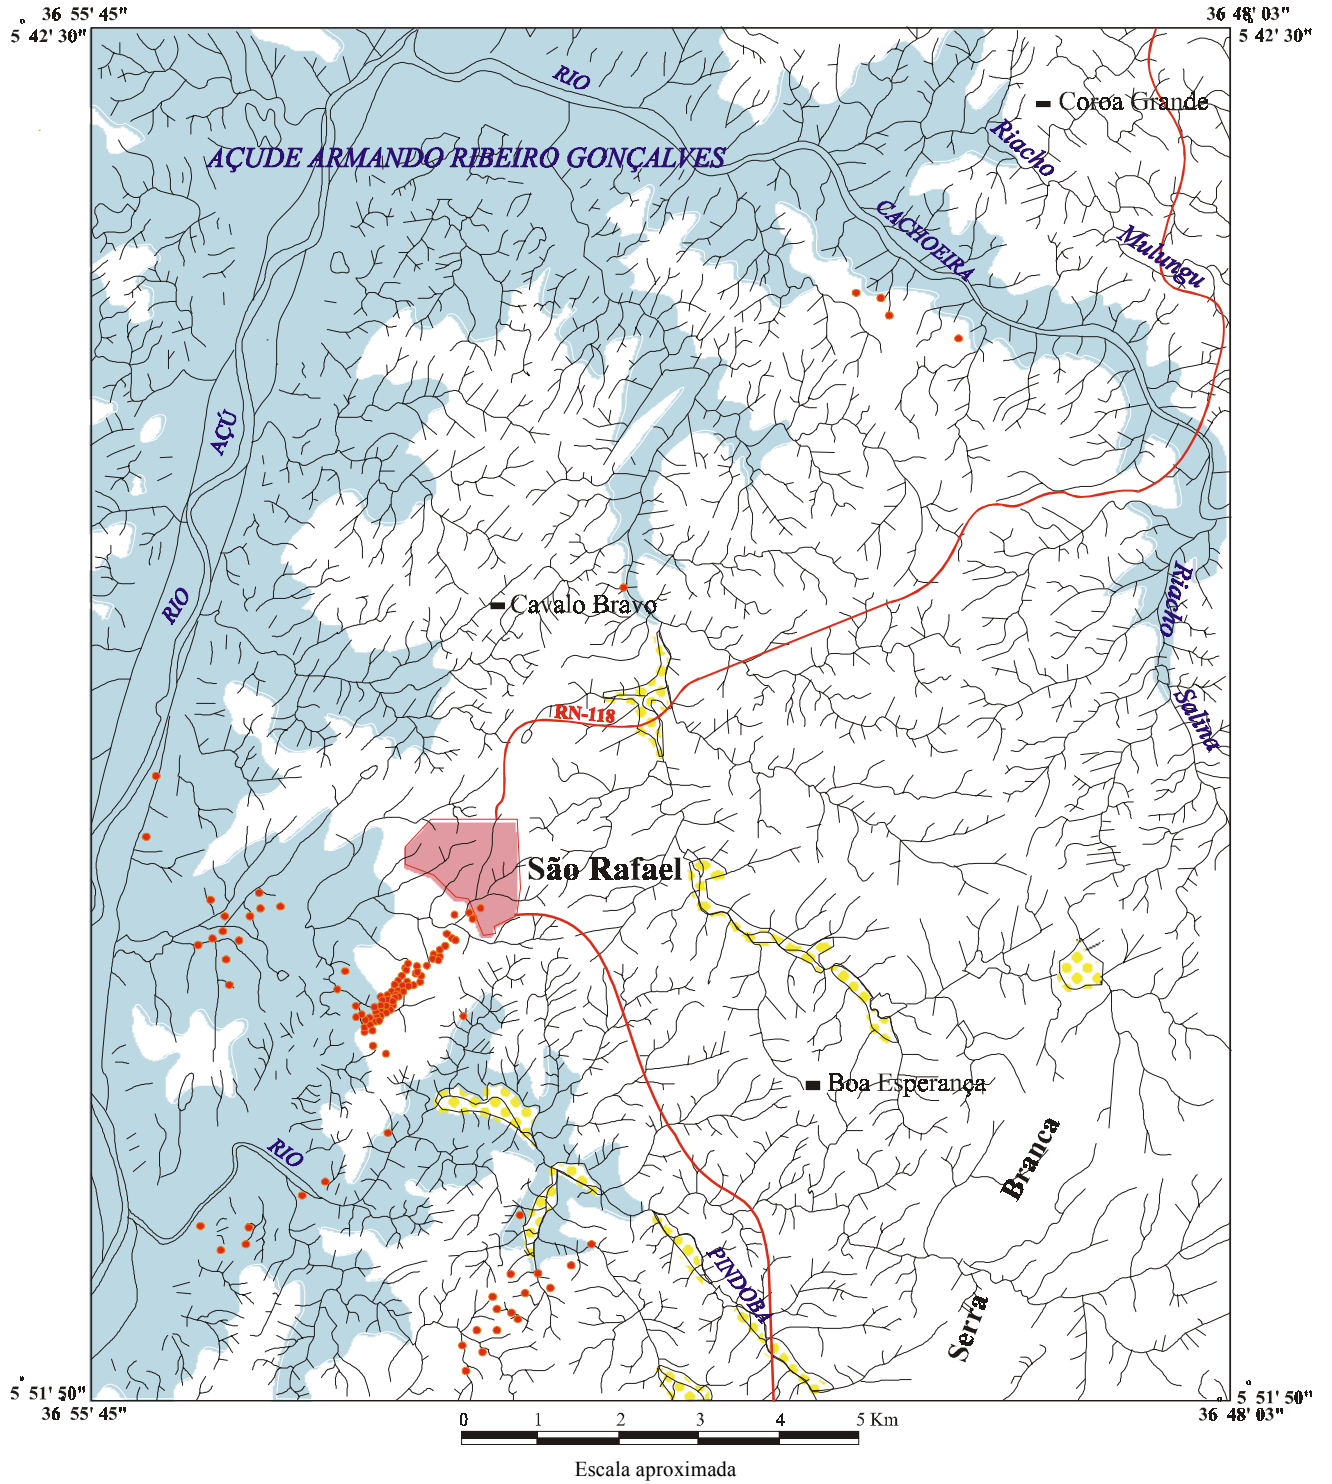 36 55'45"
36 48'03"
5 42'30"
5 42'30"
RIO
Coroa Grande
Riacho
AÇUDE ARMANDO RIBEIRO GONÇALVES
CACHOEIRA
Mulungu
AÇÚ
RIO
Cavalo Bravo
Riacho
RN-118
Salina
São Rafael
Boa Esperança
RIO
Branca
PINDOBA
Serra
5 51'50"
5 51'50"
36 55'45"
36 48'03"
0 1 2 3 4 5 Km
Escala aproximada